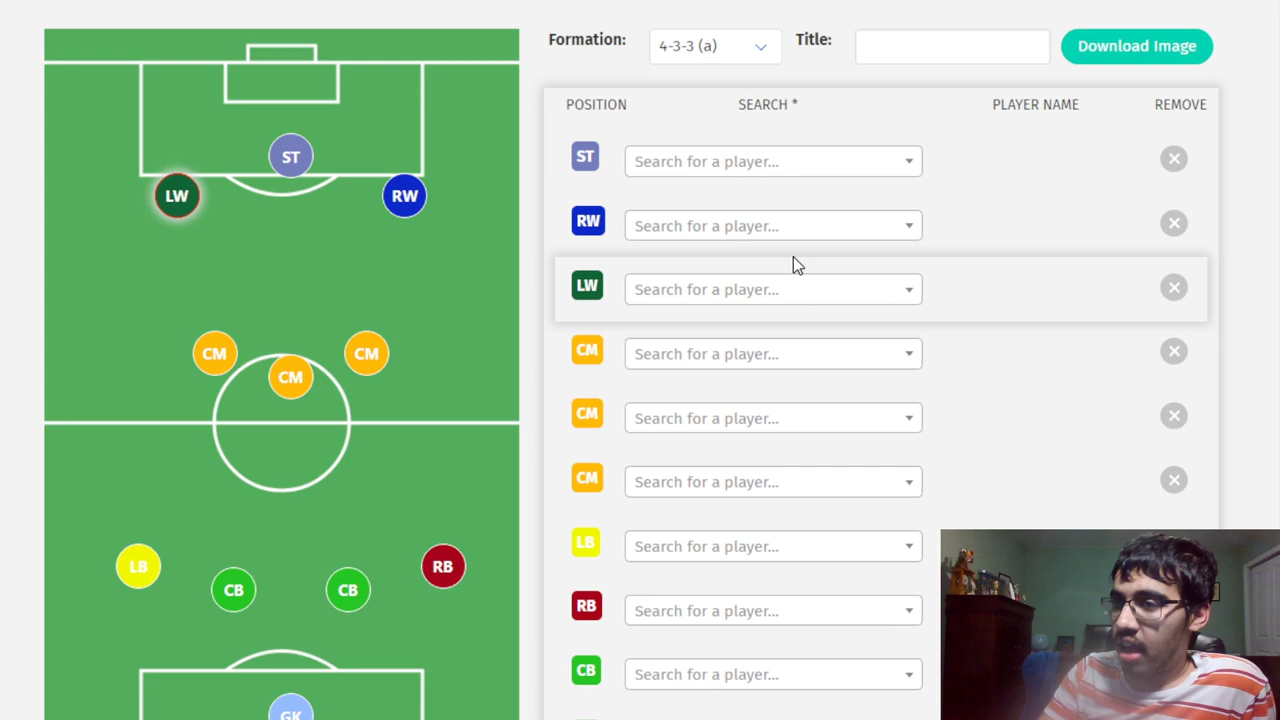 Formation: 4-3-3 (a) Title: Download Image
POSITION SEARCH * PLAYER NAME REMOVE
ST Search for a player...
RW Search for a player...
LW Search for a player...
CM Search for a player...
CM Search for a player...
CM Search for a player...
LB Search for a player...
RB Search for a player...
CB Search for a player...
ST
LW
RW
CM
CM
CM
LB
CB
CB
RB
GK